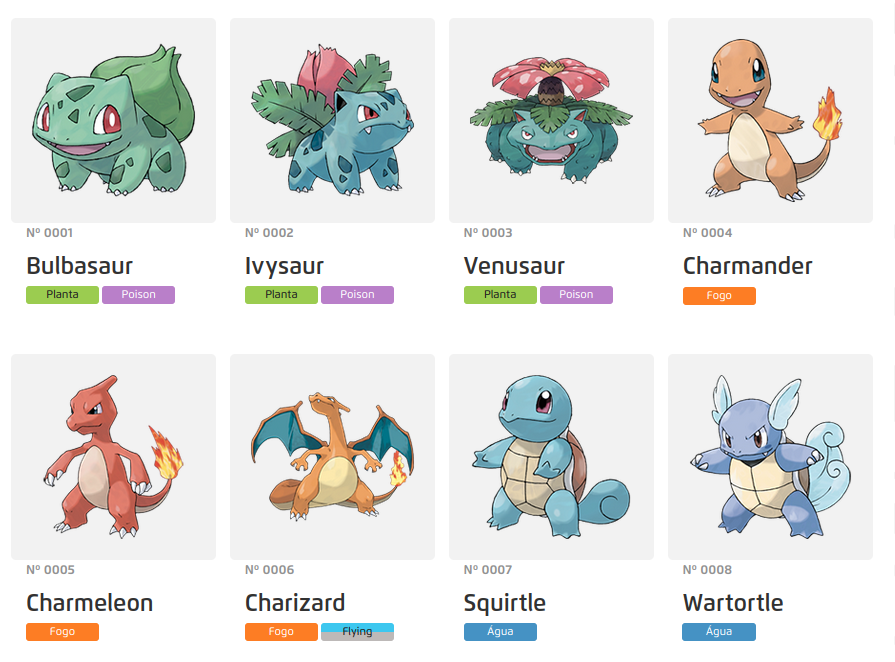 Nº 0001
Bulbasaur
Planta Poison
Nº 0002
Ivysaur
Planta Poison
Nº 0003
Venusaur
Planta Poison
Nº 0004
Charmander
Fogo
Nº 0005
Charmeleon
Fogo
Nº 0006
Charizard
Fogo Flying
Nº 0007
Squirtle
Água
Nº 0008
Wartortle
Água